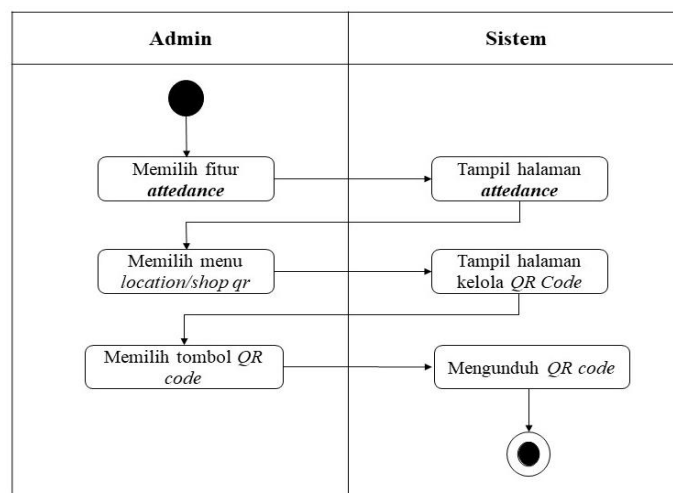 Admin
Sistem
Memilih fitur
attedance
Tampil halaman
attedance
Memilih menu
location/shop qr
Tampil halaman
kelola QR Code
Memilih tombol QR
code
Mengunduh QR code